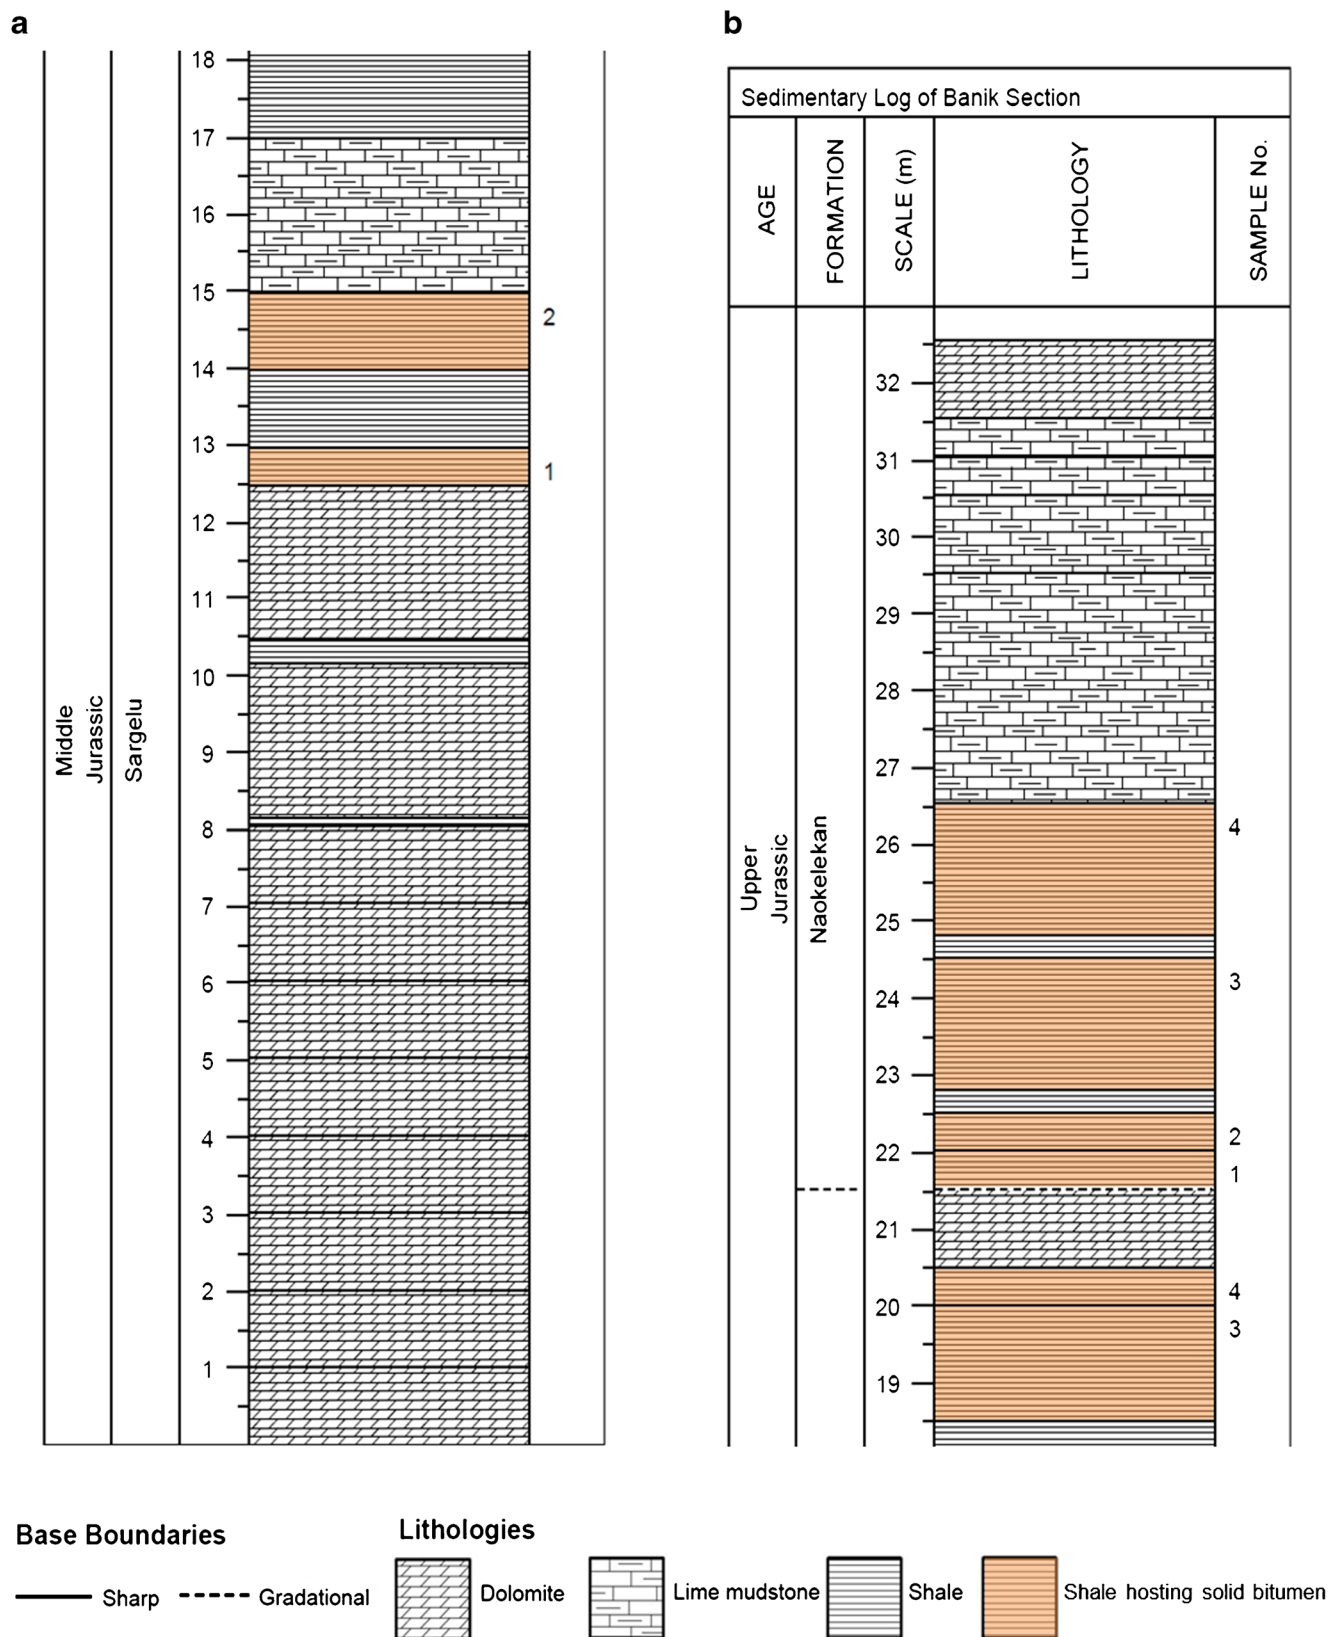 a
18
17
16
15
14
13
12
11
10
9
8
7
6
5
4
3
2
1
Middle
Jurassic
Sargelu
2
1
b
Sedimentary Log of Banik Section
AGE
FORMATION
SCALE (m)
LITHOLOGY
SAMPLE No.
32
31
30
29
28
27
26
25
24
23
22
21
20
19
Upper
Jurassic
Naokelekan
4
3
2
1
4
3
Base Boundaries
Sharp
Gradational
Lithologies
Dolomite
Lime mudstone
Shale
Shale hosting solid bitumen